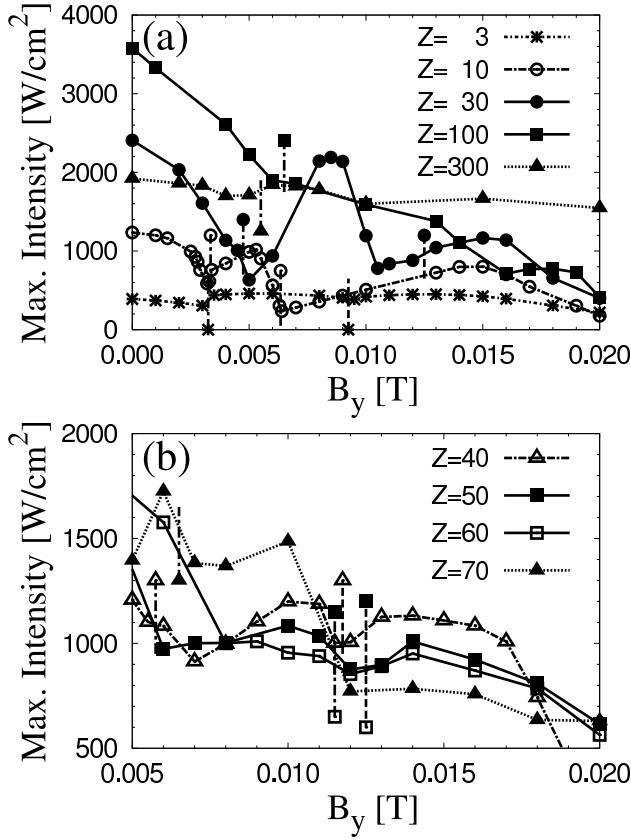 (a)
Z= 3
Z= 10
Z= 30
Z= 100
Z= 300
4000
3000
2000
1000
0
Max. Intensity [W/cm²]
0.000 0.005 0.010 0.015 0.020
B_y [T]
(b)
Z=40
Z=50
Z=60
Z=70
2000
1500
1000
500
Max. Intensity [W/cm²]
0.005 0.010 0.015 0.020
B_y [T]